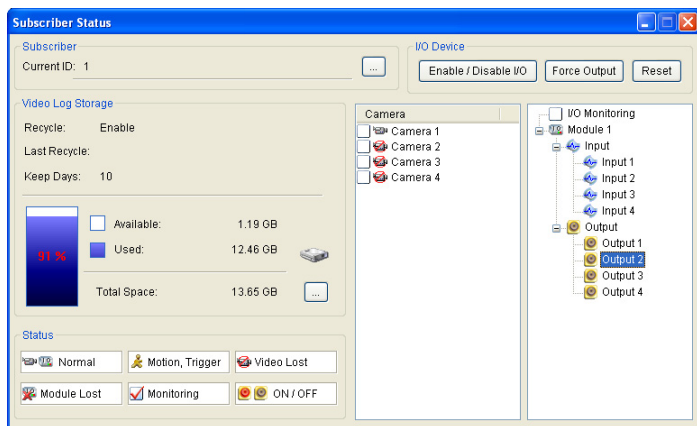 Subscriber Status
Subscriber
Current ID: 1
...
I/O Device
Enable / Disable I/O
Force Output
Reset
Video Log Storage
Recycle: Enable
Last Recycle:
Keep Days: 10
91 %
Available: 1.19 GB
Used: 12.46 GB
Total Space: 13.65 GB
...
Status
Normal
Motion, Trigger
Video Lost
Module Lost
Monitoring
ON / OFF
Camera
Camera 1
Camera 2
Camera 3
Camera 4
I/O Monitoring
Module 1
Input
Input 1
Input 2
Input 3
Input 4
Output
Output 1
Output 2
Output 3
Output 4